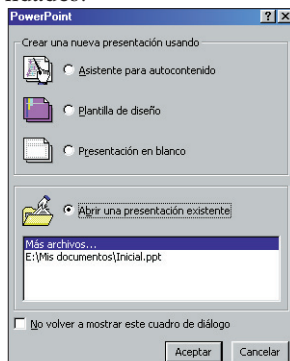 PowerPoint
Crear una nueva presentación usando
Asistente para autocontenido
Plantilla de diseño
Presentación en blanco
Abrir una presentación existente
Más archivos...
E:\Mis documentos\Inicial.ppt
No volver a mostrar este cuadro de diálogo
Aceptar Cancelar